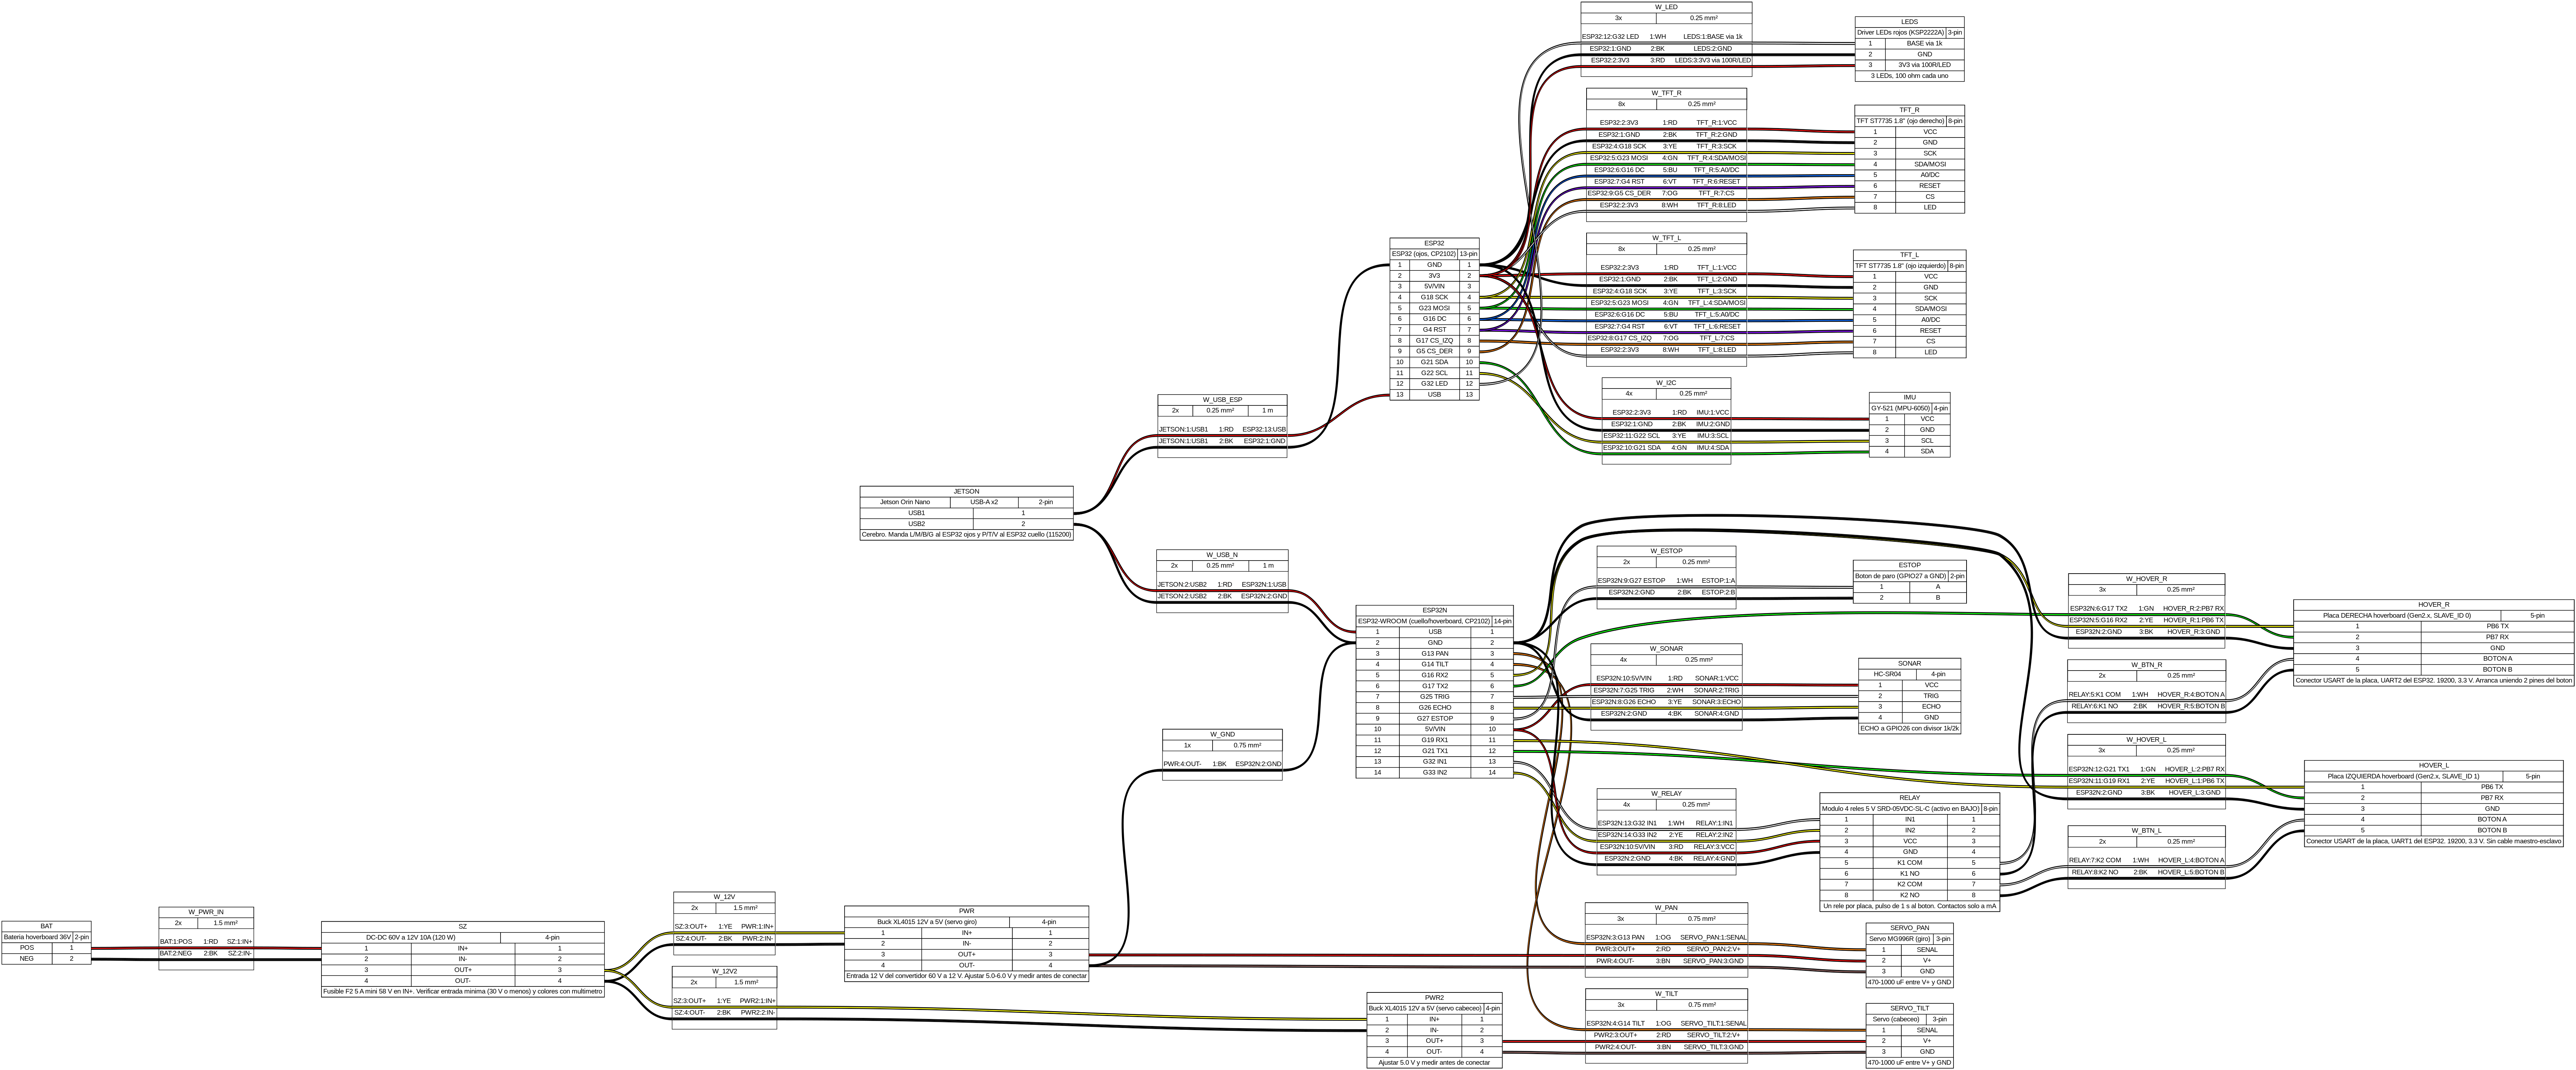 W_LED
3x 0.25 mm²
ESP32:12:G32 LED 1:WH LEDS:1:BASE via 1k
ESP32:1:GND 2:BK LEDS:2:GND
ESP32:2:3V3 3:RD LEDS:3:3V3 via 100R/LED
LEDS
Driver LEDs rojos (KSP2222A) 3-pin
1 BASE via 1k
2 GND
3 3V3 via 100R/LED
3 LEDs, 100 ohm cada uno
W_TFT_R
8x 0.25 mm²
ESP32:2:3V3 1:RD TFT_R:1:VCC
ESP32:1:GND 2:BK TFT_R:2:GND
ESP32:4:G18 SCK 3:YE TFT_R:3:SCK
ESP32:5:G23 MOSI 4:GN TFT_R:4:SDA/MOSI
ESP32:6:G16 DC 5:BU TFT_R:5:A0/DC
ESP32:7:G4 RST 6:VT TFT_R:6:RESET
ESP32:9:G5 CS_DER 7:OG TFT_R:7:CS
ESP32:2:3V3 8:WH TFT_R:8:LED
TFT_R
TFT ST7735 1.8" (ojo derecho) 8-pin
1 VCC
2 GND
3 SCK
4 SDA/MOSI
5 A0/DC
6 RESET
7 CS
8 LED
ESP32
ESP32 (ojos, CP2102) 13-pin
1 GND 1
2 3V3 2
3 5V/VIN 3
4 G18 SCK 4
5 G23 MOSI 5
6 G16 DC 6
7 G4 RST 7
8 G17 CS_IZQ 8
9 G5 CS_DER 9
10 G21 SDA 10
11 G22 SCL 11
12 G32 LED 12
13 USB 13
W_TFT_L
8x 0.25 mm²
ESP32:2:3V3 1:RD TFT_L:1:VCC
ESP32:1:GND 2:BK TFT_L:2:GND
ESP32:4:G18 SCK 3:YE TFT_L:3:SCK
ESP32:5:G23 MOSI 4:GN TFT_L:4:SDA/MOSI
ESP32:6:G16 DC 5:BU TFT_L:5:A0/DC
ESP32:7:G4 RST 6:VT TFT_L:6:RESET
ESP32:8:G17 CS_IZQ 7:OG TFT_L:7:CS
ESP32:2:3V3 8:WH TFT_L:8:LED
TFT_L
TFT ST7735 1.8" (ojo izquierdo) 8-pin
1 VCC
2 GND
3 SCK
4 SDA/MOSI
5 A0/DC
6 RESET
7 CS
8 LED
W_I2C
4x 0.25 mm²
ESP32:2:3V3 1:RD IMU:1:VCC
ESP32:1:GND 2:BK IMU:2:GND
ESP32:11:G22 SCL 3:YE IMU:3:SCL
ESP32:10:G21 SDA 4:GN IMU:4:SDA
IMU
GY-521 (MPU-6050) 4-pin
1 VCC
2 GND
3 SCL
4 SDA
W_USB_ESP
2x 0.25 mm² 1 m
JETSON:1:USB1 1:RD ESP32:13:USB
JETSON:1:USB1 2:BK ESP32:1:GND
JETSON
Jetson Orin Nano USB-A x2 2-pin
USB1 1
USB2 2
Cerebro. Manda L/M/B/G al ESP32 ojos y P/T/V al ESP32 cuello (115200)
W_USB_N
2x 0.25 mm² 1 m
JETSON:2:USB2 1:RD ESP32N:1:USB
JETSON:2:USB2 2:BK ESP32N:2:GND
W_ESTOP
2x 0.25 mm²
ESP32N:9:G27 ESTOP 1:WH ESTOP:1:A
ESP32N:2:GND 2:BK ESTOP:2:B
ESTOP
Boton de paro (GPIO27 a GND) 2-pin
1 A
2 B
ESP32N
ESP32-WROOM (cuello/hoverboard, CP2102) 14-pin
1 USB 1
2 GND 2
3 G13 PAN 3
4 G14 TILT 4
5 G16 RX2 5
6 G17 TX2 6
7 G25 TRIG 7
8 G26 ECHO 8
9 G27 ESTOP 9
10 5V/VIN 10
11 G19 RX1 11
12 G21 TX1 12
13 G32 IN1 13
14 G33 IN2 14
W_SONAR
4x 0.25 mm²
ESP32N:10:5V/VIN 1:RD SONAR:1:VCC
ESP32N:7:G25 TRIG 2:WH SONAR:2:TRIG
ESP32N:8:G26 ECHO 3:YE SONAR:3:ECHO
ESP32N:2:GND 4:BK SONAR:4:GND
SONAR
HC-SR04 4-pin
1 VCC
2 TRIG
3 ECHO
4 GND
ECHO a GPIO26 con divisor 1k/2k
W_HOVER_R
3x 0.25 mm²
ESP32N:6:G17 TX2 1:GN HOVER_R:2:PB7 RX
ESP32N:5:G16 RX2 2:YE HOVER_R:1:PB6 TX
ESP32N:2:GND 3:BK HOVER_R:3:GND
HOVER_R
Placa DERECHA hoverboard (Gen2.x, SLAVE_ID 0) 5-pin
1 PB6 TX
2 PB7 RX
3 GND
4 BOTON A
5 BOTON B
Conector USART de la placa, UART2 del ESP32. 19200, 3.3 V. Arranca uniendo 2 pines del boton
W_BTN_R
2x 0.25 mm²
RELAY:5:K1 COM 1:WH HOVER_R:4:BOTON A
RELAY:6:K1 NO 2:BK HOVER_R:5:BOTON B
W_GND
1x 0.75 mm²
PWR:4:OUT- 1:BK ESP32N:2:GND
W_HOVER_L
3x 0.25 mm²
ESP32N:12:G21 TX1 1:GN HOVER_L:2:PB7 RX
ESP32N:11:G19 RX1 2:YE HOVER_L:1:PB6 TX
ESP32N:2:GND 3:BK HOVER_L:3:GND
HOVER_L
Placa IZQUIERDA hoverboard (Gen2.x, SLAVE_ID 1) 5-pin
1 PB6 TX
2 PB7 RX
3 GND
4 BOTON A
5 BOTON B
Conector USART de la placa, UART1 del ESP32. 19200, 3.3 V. Sin cable maestro-esclavo
W_RELAY
4x 0.25 mm²
ESP32N:13:G32 IN1 1:WH RELAY:1:IN1
ESP32N:14:G33 IN2 2:YE RELAY:2:IN2
ESP32N:10:5V/VIN 3:RD RELAY:3:VCC
ESP32N:2:GND 4:BK RELAY:4:GND
RELAY
Modulo 4 reles 5 V SRD-05VDC-SL-C (activo en BAJO) 8-pin
1 IN1 1
2 IN2 2
3 VCC 3
4 GND 4
5 K1 COM 5
6 K1 NO 6
7 K2 COM 7
8 K2 NO 8
Un rele por placa, pulso de 1 s al boton. Contactos solo a mA
W_BTN_L
2x 0.25 mm²
RELAY:7:K2 COM 1:WH HOVER_L:4:BOTON A
RELAY:8:K2 NO 2:BK HOVER_L:5:BOTON B
BAT
Bateria hoverboard 36V 2-pin
POS 1
NEG 2
W_PWR_IN
2x 1.5 mm²
BAT:1:POS 1:RD SZ:1:IN+
BAT:2:NEG 2:BK SZ:2:IN-
SZ
DC-DC 60V a 12V 10A (120 W) 4-pin
1 IN+ 1
2 IN- 2
3 OUT+ 3
4 OUT- 4
Fusible F2 5 A mini 58 V en IN+. Verificar entrada minima (30 V o menos) y colores con multimetro
W_12V
2x 1.5 mm²
SZ:3:OUT+ 1:YE PWR:1:IN+
SZ:4:OUT- 2:BK PWR:2:IN-
W_12V2
2x 1.5 mm²
SZ:3:OUT+ 1:YE PWR2:1:IN+
SZ:4:OUT- 2:BK PWR2:2:IN-
PWR
Buck XL4015 12V a 5V (servo giro) 4-pin
1 IN+ 1
2 IN- 2
3 OUT+ 3
4 OUT- 4
Entrada 12 V del convertidor 60 V a 12 V. Ajustar 5.0-6.0 V y medir antes de conectar
W_PAN
3x 0.75 mm²
ESP32N:3:G13 PAN 1:OG SERVO_PAN:1:SENAL
PWR:3:OUT+ 2:RD SERVO_PAN:2:V+
PWR:4:OUT- 3:BN SERVO_PAN:3:GND
SERVO_PAN
Servo MG996R (giro) 3-pin
1 SENAL
2 V+
3 GND
470-1000 uF entre V+ y GND
PWR2
Buck XL4015 12V a 5V (servo cabeceo) 4-pin
1 IN+ 1
2 IN- 2
3 OUT+ 3
4 OUT- 4
Ajustar 5.0 V y medir antes de conectar
W_TILT
3x 0.75 mm²
ESP32N:4:G14 TILT 1:OG SERVO_TILT:1:SENAL
PWR2:3:OUT+ 2:RD SERVO_TILT:2:V+
PWR2:4:OUT- 3:BN SERVO_TILT:3:GND
SERVO_TILT
Servo (cabeceo) 3-pin
1 SENAL
2 V+
3 GND
470-1000 uF entre V+ y GND